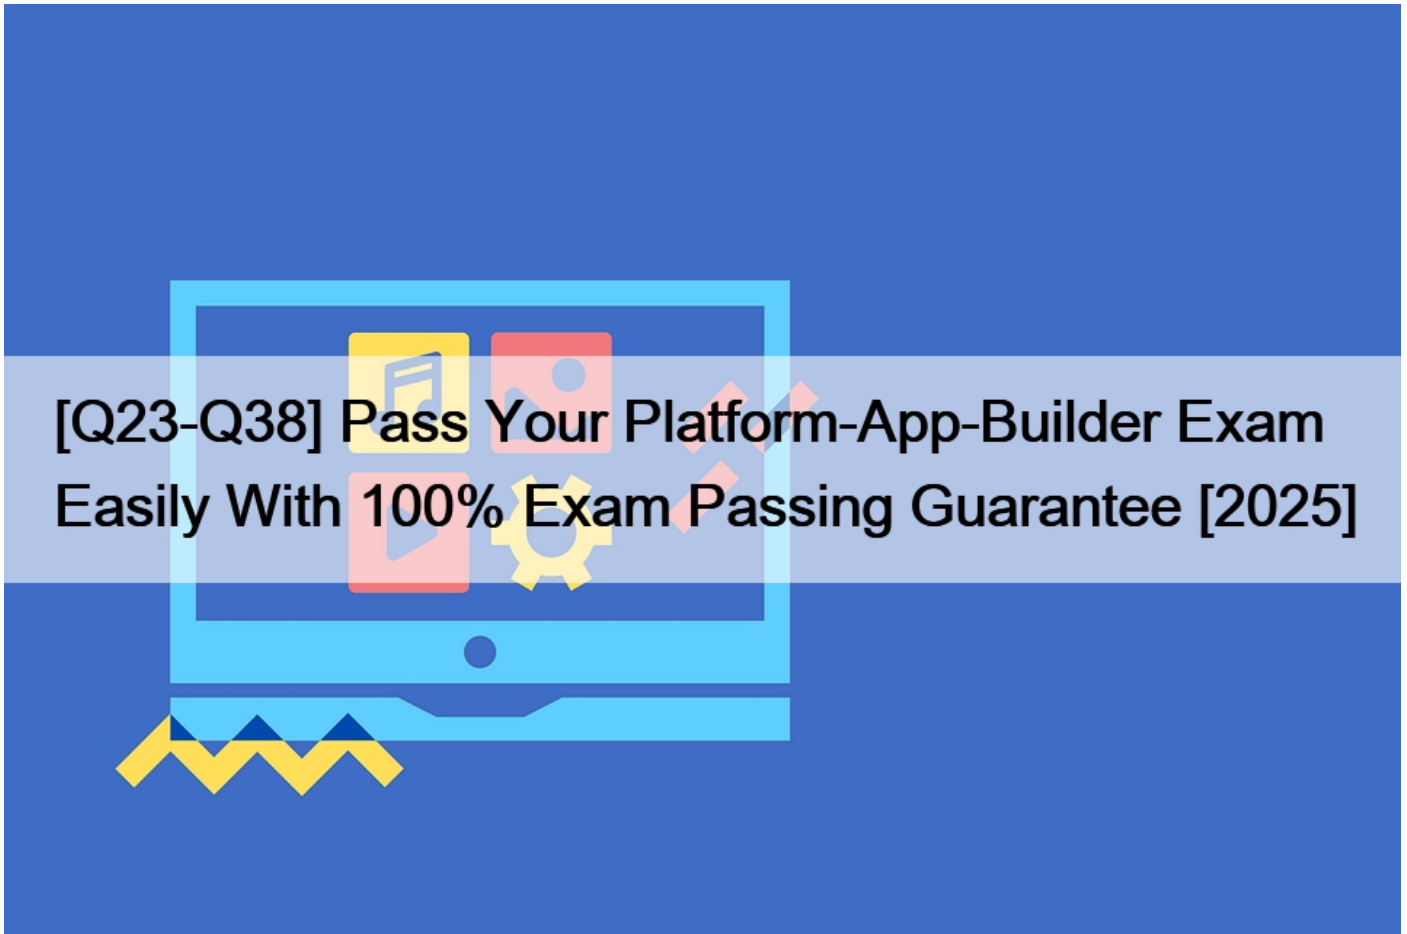 [Q23-Q38] Pass Your Platform-App-Builder Exam
Easily With 100% Exam Passing Guarantee [2025]